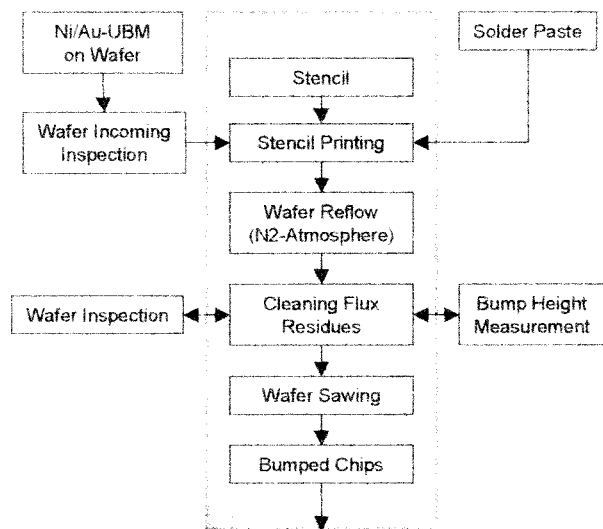 Ni/Au-UBM
on Wafer
Solder Paste
Stencil
Wafer Incoming
Inspection
Stencil Printing
Wafer Reflow
(N2-Atmosphere)
Wafer Inspection
Cleaning Flux
Residues
Bump Height
Measurement
Wafer Sawing
Bumped Chips